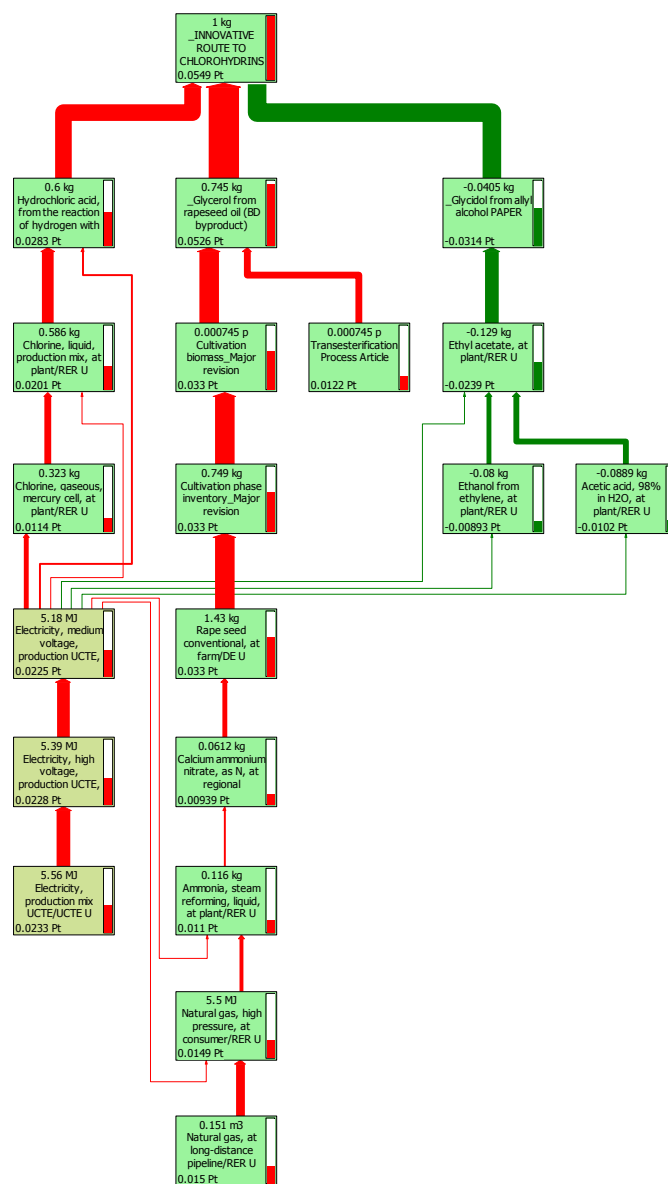 1 kg
_INNOVATIVE
ROUTE TO
CHLOROHYDRINS
0.0549 Pt
0.6 kg
Hydrochloric acid,
from the reaction
of hydrogen with
0.0283 Pt
0.745 kg
_Glycerol from
rapeseed oil (BD
byproduct)
0.0526 Pt
-0.0405 kg
_Glycidol from allyl
alcohol PAPER
-0.0314 Pt
0.586 kg
Chlorine, liquid,
production mix, at
plant/RER U
0.0201 Pt
0.000745 p
Cultivation
biomass_Major
revision
0.033 Pt
0.000745 p
Transesterification
Process Article
0.0122 Pt
-0.129 kg
Ethyl acetate, at
plant/RER U
-0.0239 Pt
0.323 kg
Chlorine, gaseous,
mercury cell, at
plant/RER U
0.0114 Pt
0.749 kg
Cultivation phase
inventory_Major
revision
0.033 Pt
-0.08 kg
Ethanol from
ethylene, at
plant/RER U
-0.00893 Pt
-0.0889 kg
Acetic acid, 98%
in H2O, at
plant/RER U
-0.0102 Pt
5.18 MJ
Electricity, medium
voltage,
production UCTE,
0.0225 Pt
1.43 kg
Rape seed
conventional, at
farm/DE U
0.033 Pt
5.39 MJ
Electricity, high
voltage,
production UCTE,
0.0228 Pt
0.0612 kg
Calcium ammonium
nitrate, as N, at
regional
0.00939 Pt
5.56 MJ
Electricity,
production mix
UCTE/UCTE U
0.0233 Pt
0.116 kg
Ammonia, steam
reforming, liquid,
at plant/RER U
0.011 Pt
5.5 MJ
Natural gas, high
pressure, at
consumer/RER U
0.0149 Pt
0.151 m3
Natural gas, at
long-distance
pipeline/RER U
0.015 Pt